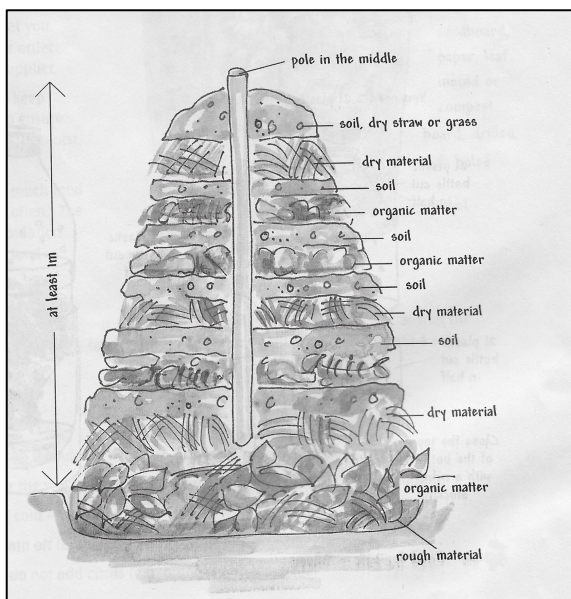 pole in the middle
soil, dry straw or grass
dry material
soil
organic matter
soil
organic matter
soil
dry material
soil
dry material
organic matter
rough material
at least 1m